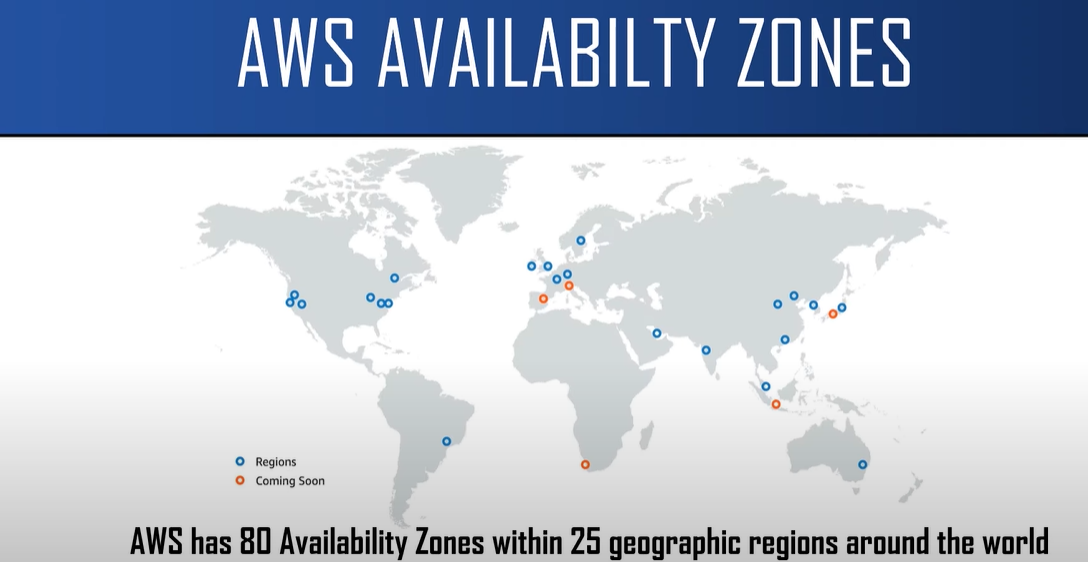 AWS AVAILABILTY ZONES
Regions
Coming Soon
AWS has 80 Availability Zones within 25 geographic regions around the world